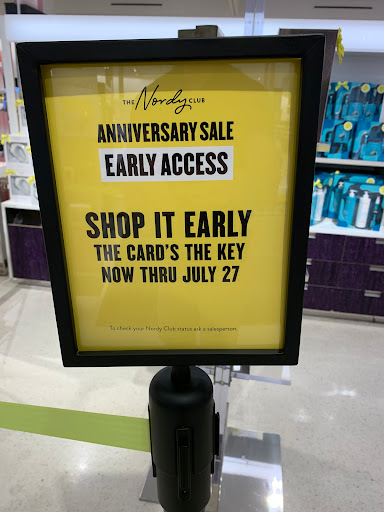 THE Nordy CLUB
ANNIVERSARY SALE
EARLY ACCESS
SHOP IT EARLY
THE CARD'S THE KEY
NOW THRU JULY 27
To check your Nordy Club status ask a salesperson.